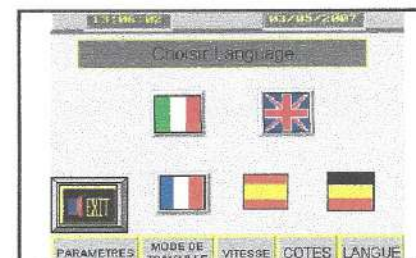 13:06:02 03/05/2007
Choisir Language
EXIT
PARAMETRES MODE DE VITESSE COTES LANGUE